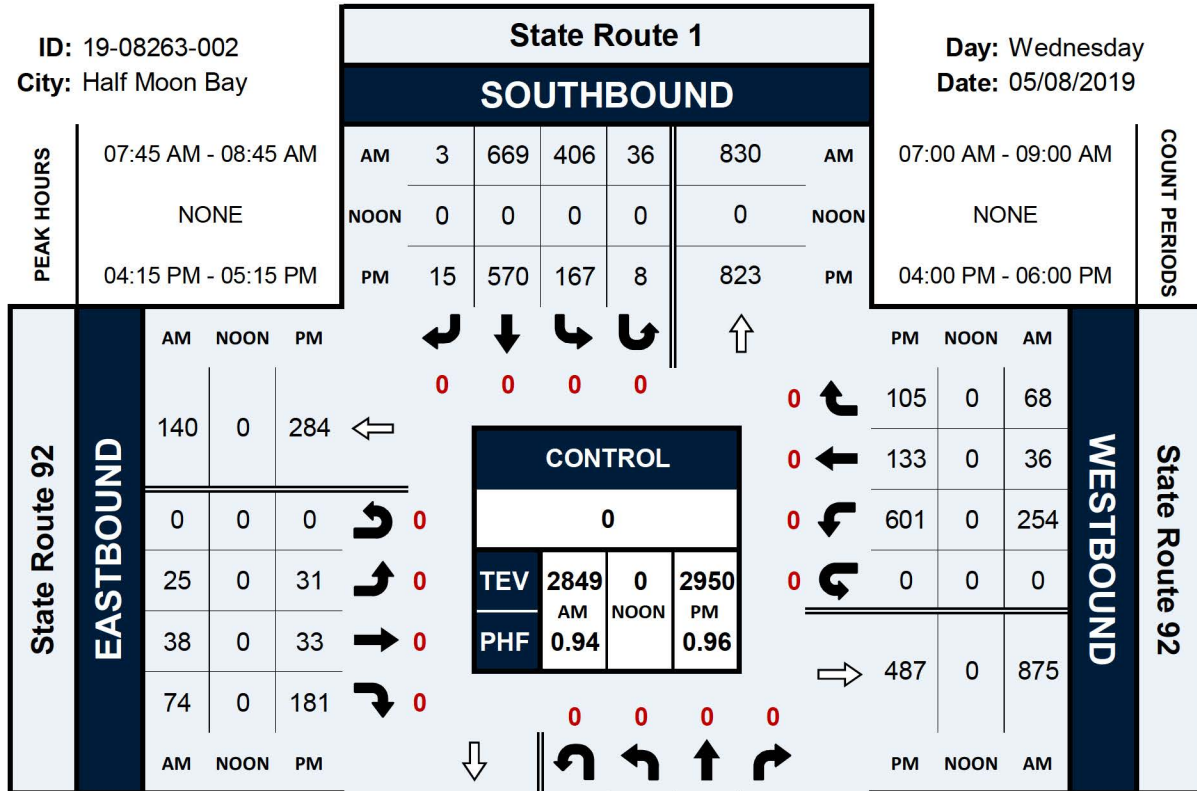 ID: 19-08263-002
City: Half Moon Bay
State Route 1
SOUTHBOUND
Day: Wednesday
Date: 05/08/2019
PEAK HOURS
07:45 AM - 08:45 AM
NONE
04:15 PM - 05:15 PM
AM 3 669 406 36 830 AM
NOON 0 0 0 0 0 NOON
PM 15 570 167 8 823 PM
07:00 AM - 09:00 AM
NONE
04:00 PM - 06:00 PM
COUNT PERIODS
0 0 0 0
State Route 92
EASTBOUND
AM NOON PM
140 0 284
0 0 0 0
25 0 31 0
38 0 33 0
74 0 181 0
AM NOON PM
CONTROL
0
TEV 2849 0 2950
AM NOON PM
PHF 0.94 0.96
PM NOON AM
0 105 0 68
0 133 0 36
0 601 0 254
0 0 0 0
487 0 875
PM NOON AM
WESTBOUND
State Route 92
0 0 0 0